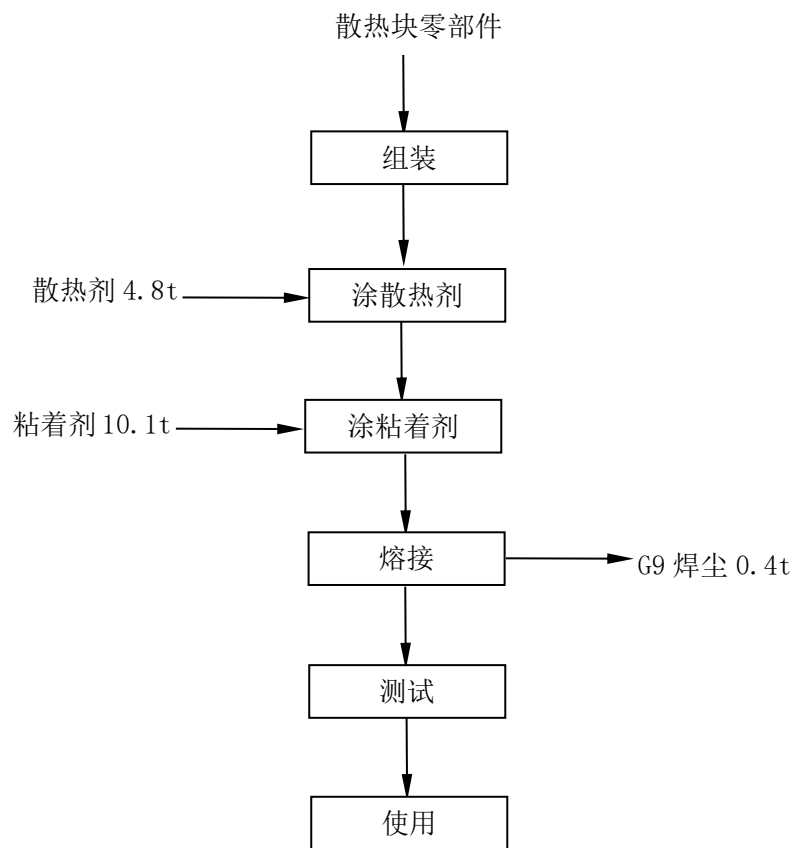 散热块零部件
组装
散热剂 4.8t
涂散热剂
粘着剂 10.1t
涂粘着剂
熔接
G9 焊尘 0.4t
测试
使用